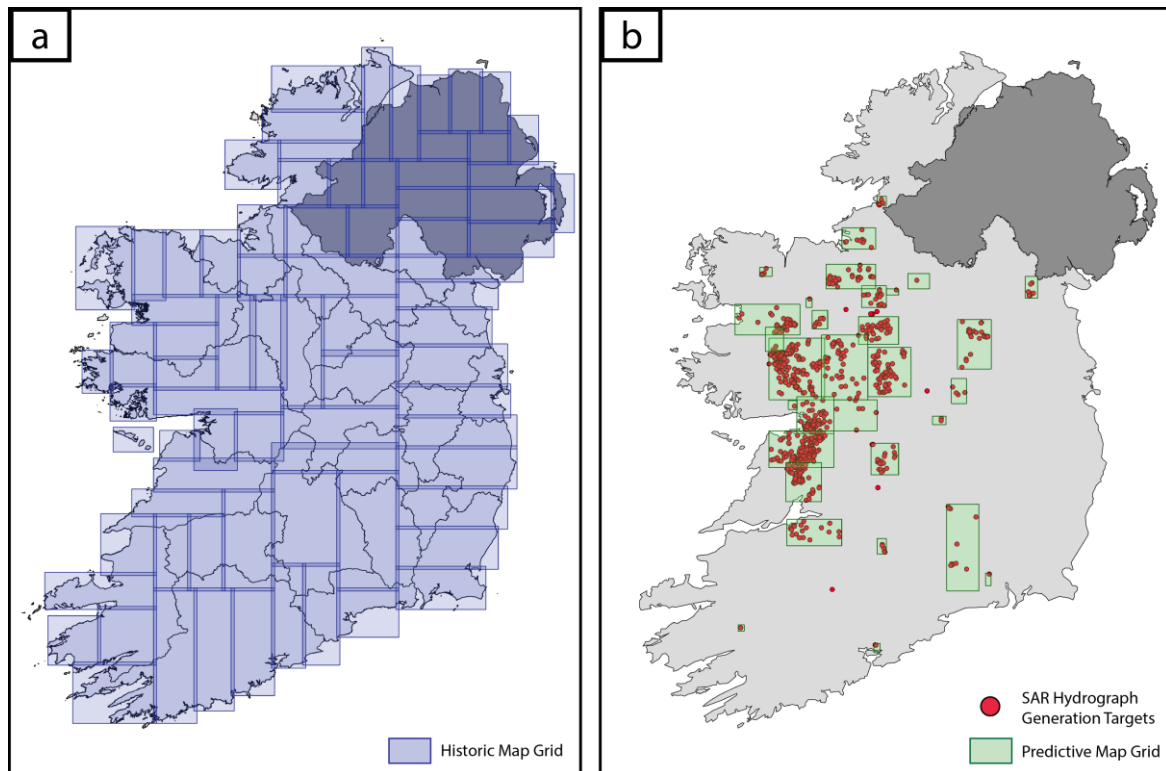 a
b
Historic Map Grid
SAR Hydrograph
Generation Targets
Predictive Map Grid